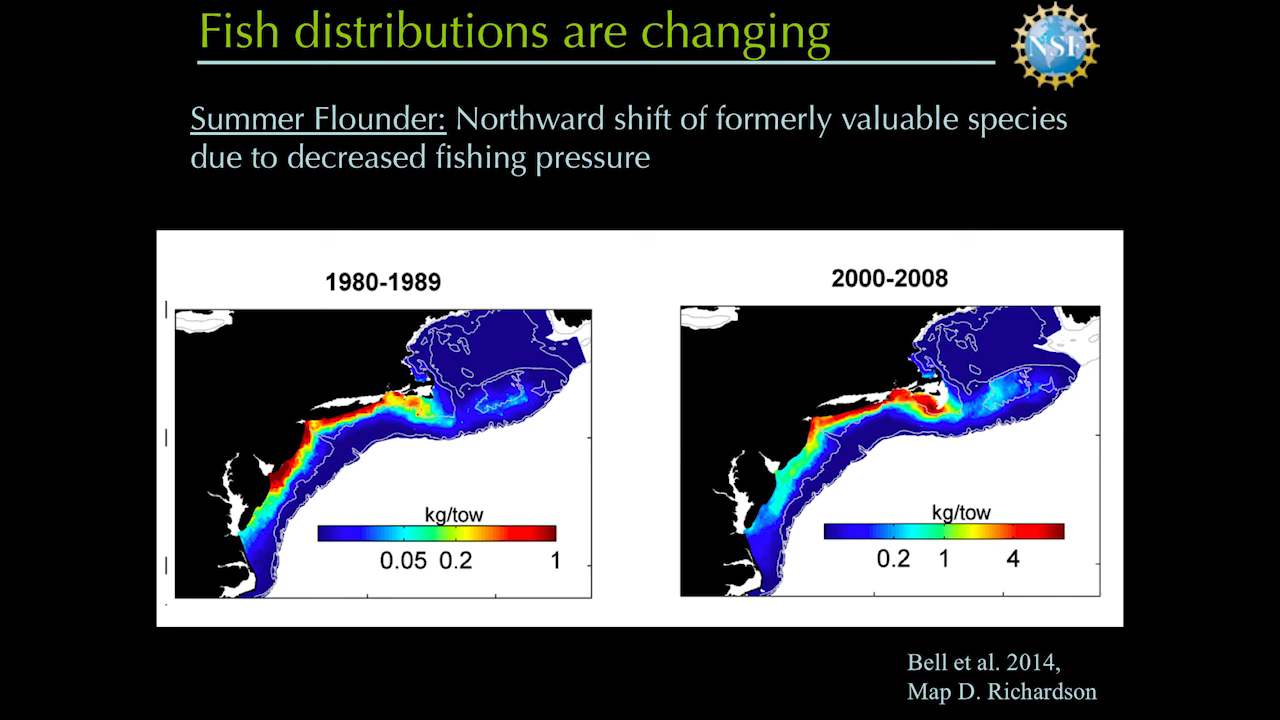 Fish distributions are changing
NSF
Summer Flounder: Northward shift of formerly valuable species
due to decreased fishing pressure
1980-1989
2000-2008
kg/tow
0.05 0.2 1
kg/tow
0.2 1 4
Bell et al. 2014,
Map D. Richardson